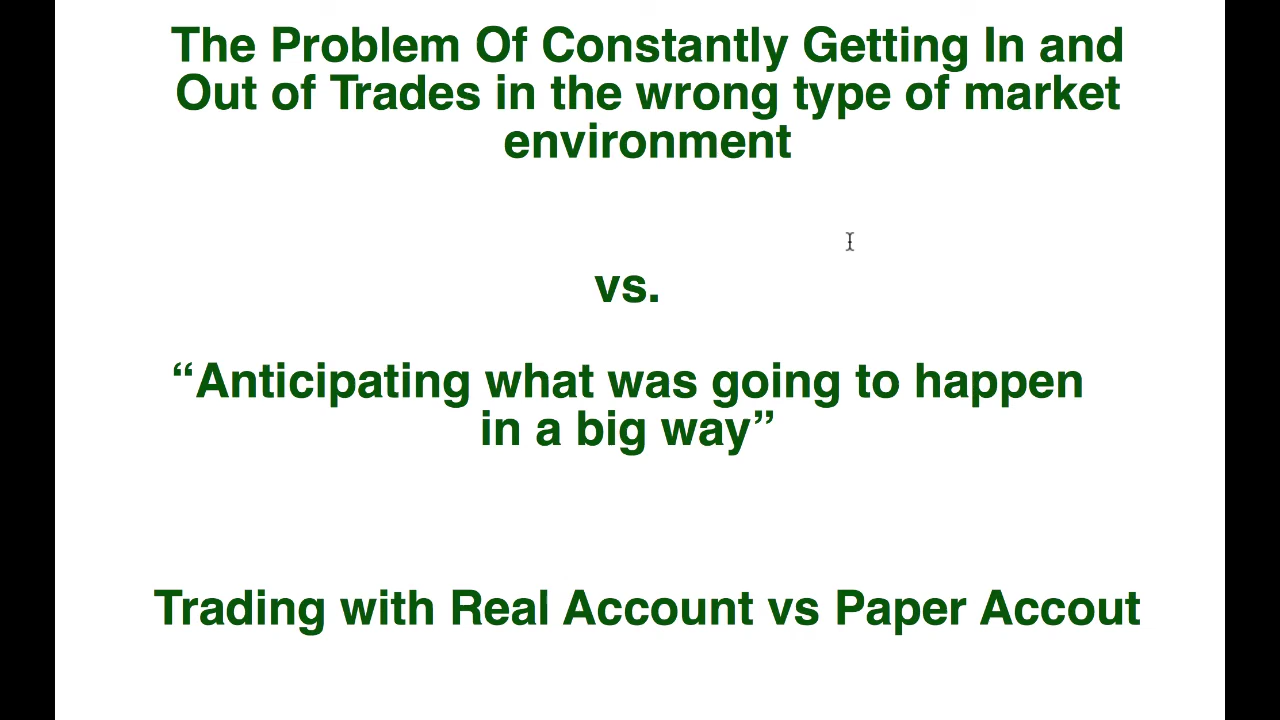 The Problem Of Constantly Getting In and
Out of Trades in the wrong type of market
environment
vs.
“Anticipating what was going to happen
in a big way”
Trading with Real Account vs Paper Accout